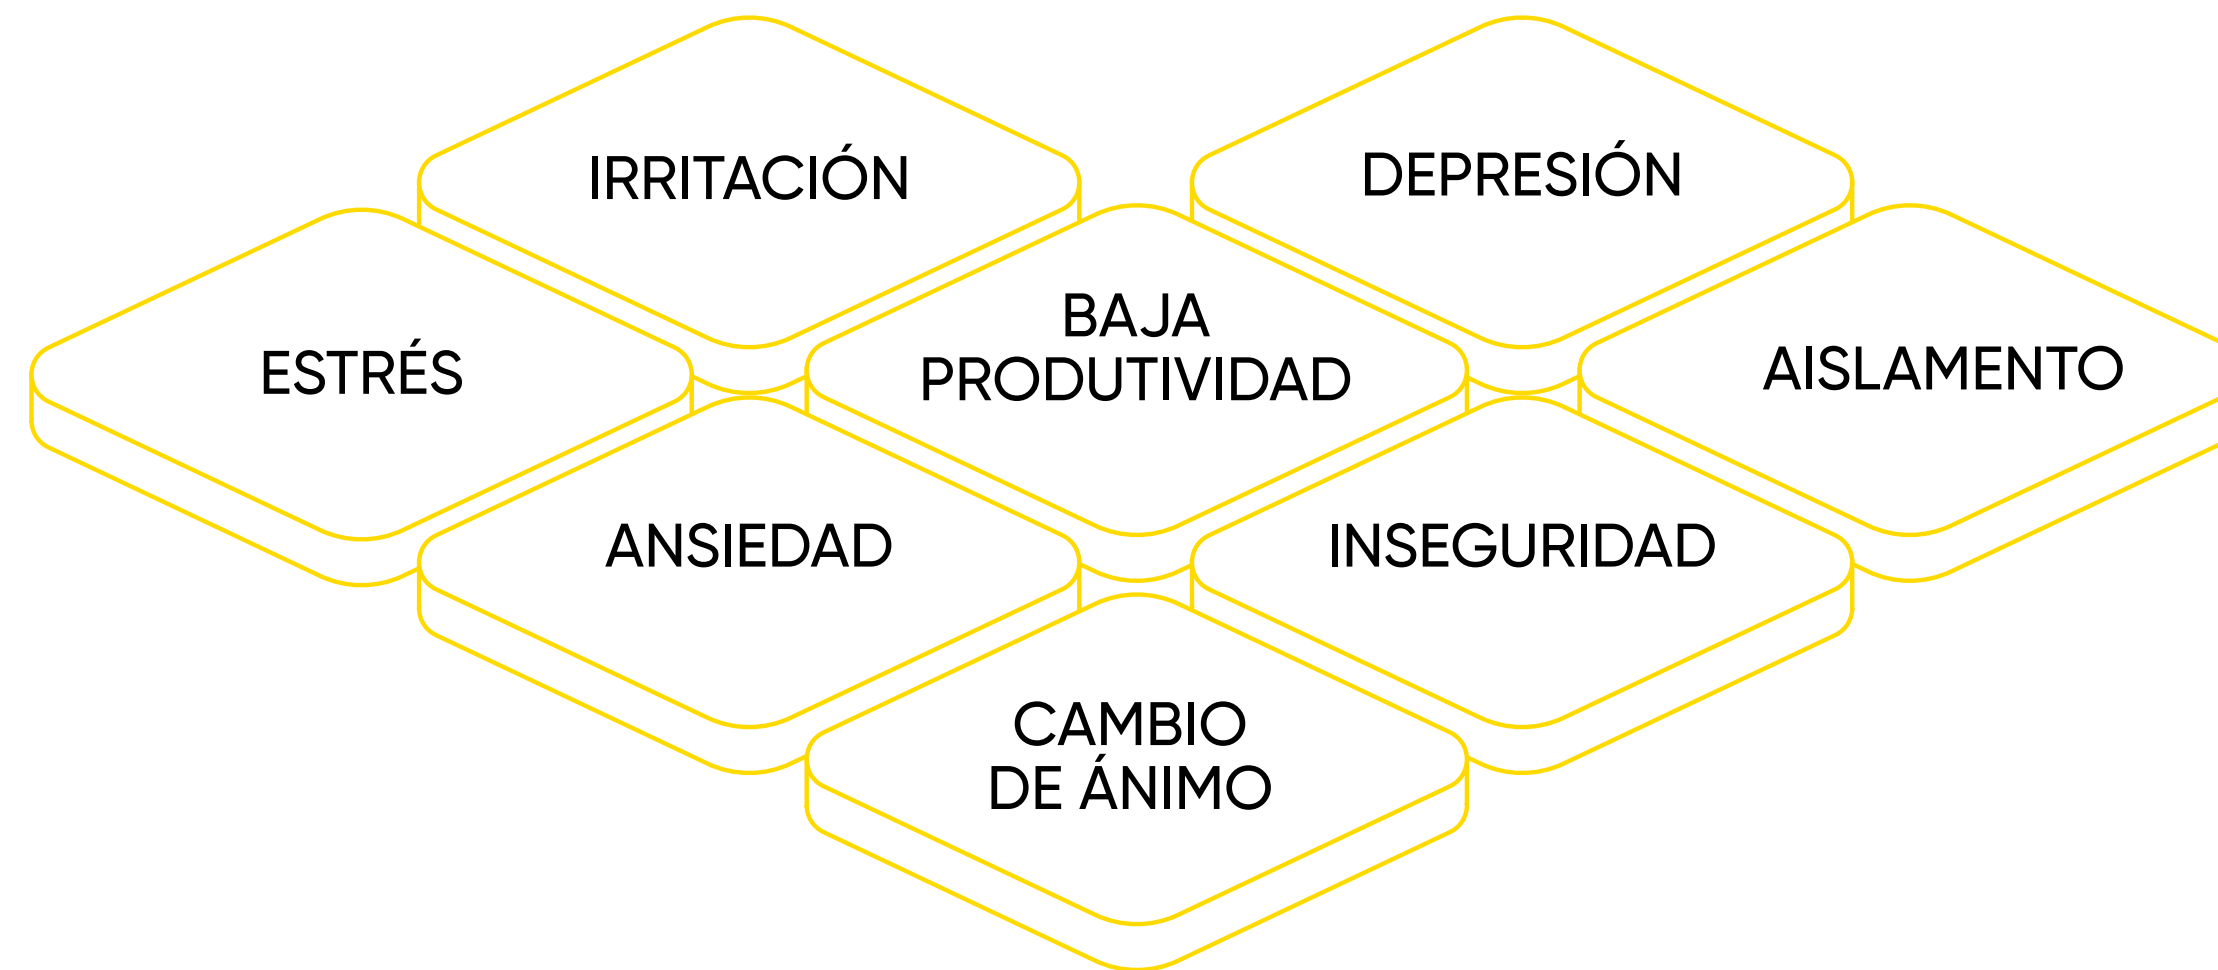 IRRITACIÓN
DEPRESIÓN
ESTRÉS
BAJA
PRODUTIVIDAD
AISLAMENTO
ANSIEDAD
INSEGURIDAD
CAMBIO
DE ÁNIMO